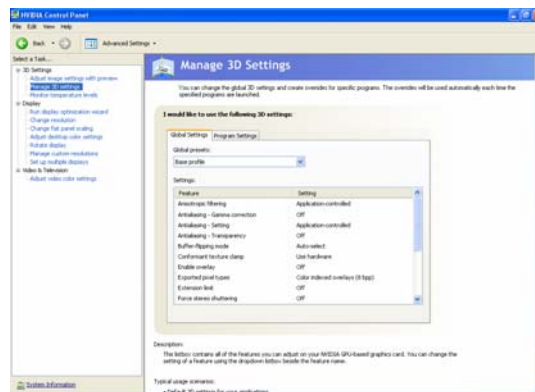 NVIDIA Control Panel
File Edit View Help
Back Advanced Settings
Select a Task...
3D Settings
Adjust image settings with preview
Manage 3D settings
Monitor temperature levels
Display
Run display optimization wizard
Change resolution
Change flat panel scaling
Adjust desktop color settings
Rotate display
Manage custom resolutions
Set up multiple displays
Video & Television
Adjust video color settings
System Information
Manage 3D Settings
You can change the global 3D settings and create overrides for specific programs. The overrides will be used automatically each time the
specified programs are launched.
I would like to use the following 3D settings:
Global Settings Program Settings
Global presets:
Base profile
Settings:
Feature Setting
Anisotropic filtering Application-controlled
Antialiasing - Gamma correction Off
Antialiasing - Setting Application-controlled
Antialiasing - Transparency Off
Buffer-flipping mode Auto-select
Conformant texture clamp Use hardware
Enable overlay Off
Exported pixel types Color indexed overlays (8 bpp)
Extension limit Off
Force stereo shuttering Off
Description:
The listbox contains all of the features you can adjust on your NVIDIA GPU-based graphics card. You can change the
setting of a feature using the dropdown listbox beside the feature name.
Typical usage scenarios:
• Default 3D settings for your applications